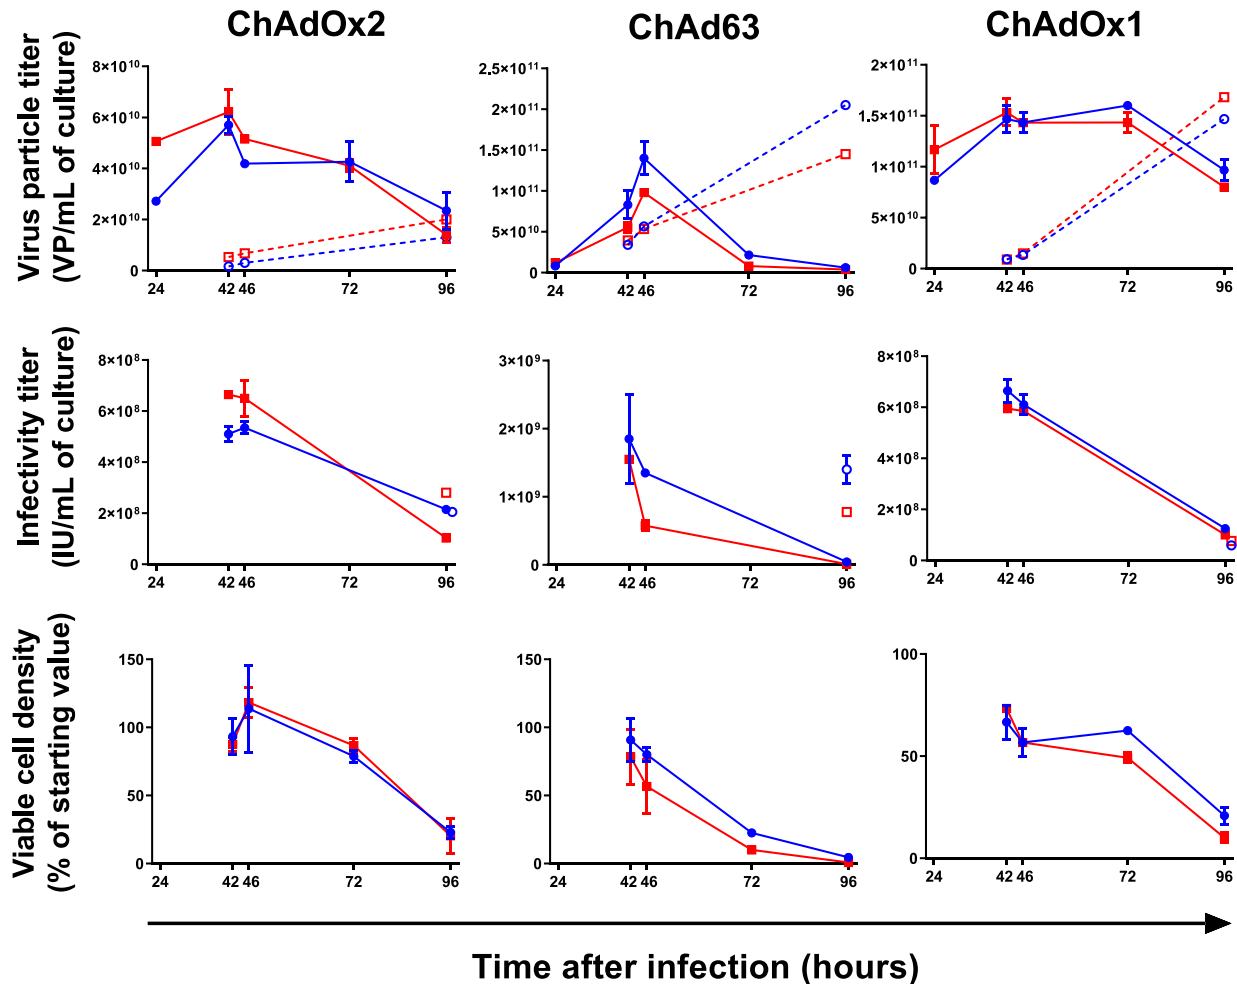 ChAdOx2
ChAd63
ChAdOx1
Virus particle titer
(VP/mL of culture)
8×10¹⁰
6×10¹⁰
4×10¹⁰
2×10¹⁰
0
24 42 46 72 96
2.5×10¹¹
2×10¹¹
1.5×10¹¹
1×10¹¹
5×10¹⁰
0
24 42 46 72 96
2×10¹¹
1.5×10¹¹
1×10¹¹
5×10¹⁰
0
24 42 46 72 96
Infectivity titer
(IU/mL of culture)
8×10⁸
6×10⁸
4×10⁸
2×10⁸
0
24 42 46 72 96
3×10⁹
2×10⁹
1×10⁹
0
24 42 46 72 96
8×10⁸
6×10⁸
4×10⁸
2×10⁸
0
24 42 46 72 96
Viable cell density
(% of starting value)
150
100
50
0
24 42 46 72 96
150
100
50
0
24 42 46 72 96
100
50
0
24 42 46 72 96
Time after infection (hours)